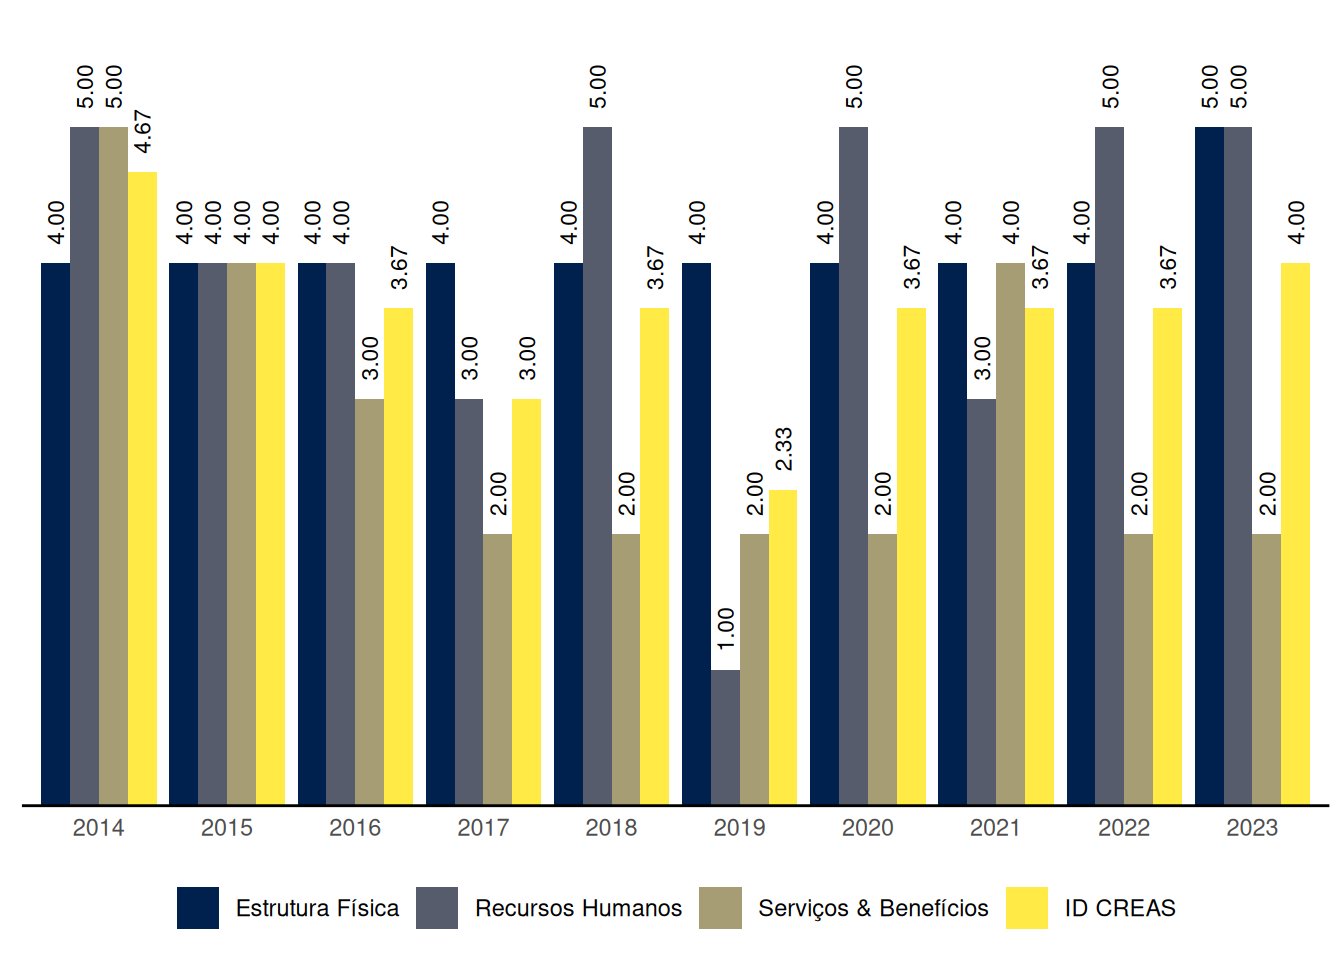 5.00 5.00 5.00 5.00 5.00 5.00 5.00
4.67
4.00 4.00 4.00 4.00 4.00 4.00 4.00 4.00 4.00 4.00 4.00 4.00 4.00 4.00 4.00
3.67 3.67 3.67 3.67 3.67
3.00 3.00 3.00 3.00
2.33
2.00 2.00 2.00 2.00 2.00 2.00
1.00
2014 2015 2016 2017 2018 2019 2020 2021 2022 2023
Estrutura Física Recursos Humanos Serviços & Benefícios ID CREAS